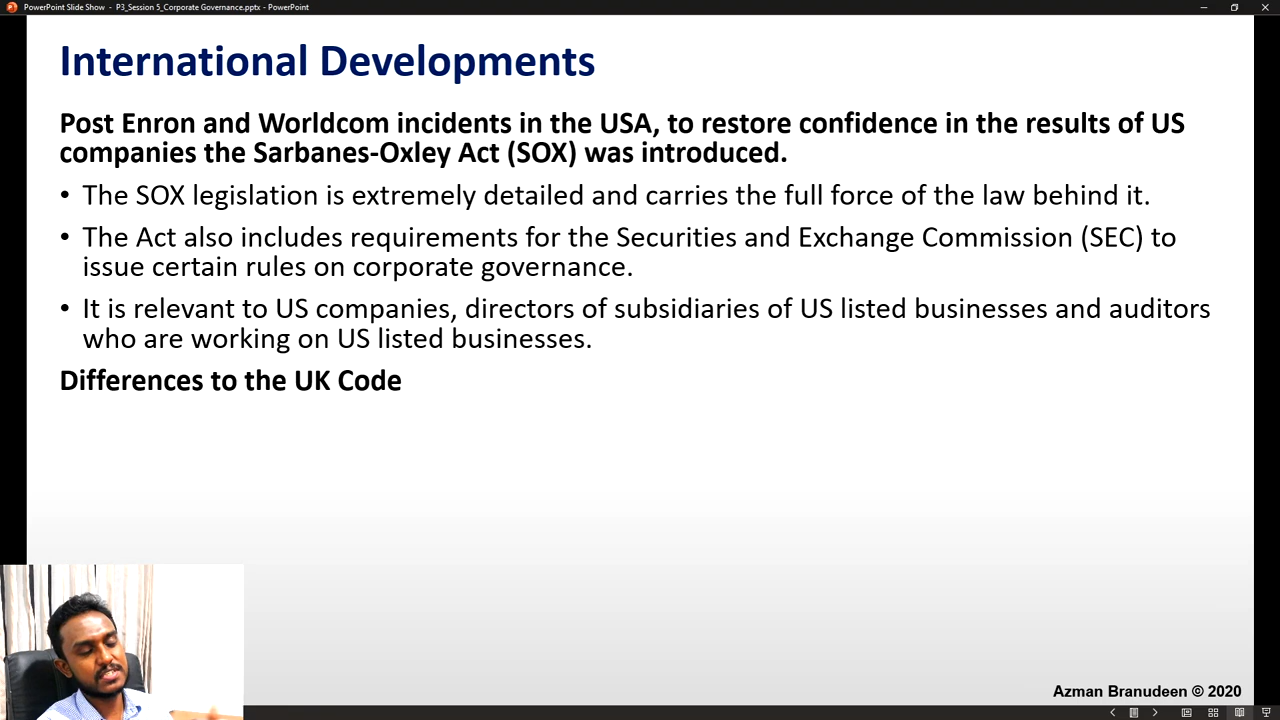 PowerPoint Slide Show - P3_Session 5_Corporate Governance.pptx - PowerPoint
International Developments
Post Enron and Worldcom incidents in the USA, to restore confidence in the results of US
companies the Sarbanes-Oxley Act (SOX) was introduced.
• The SOX legislation is extremely detailed and carries the full force of the law behind it.
• The Act also includes requirements for the Securities and Exchange Commission (SEC) to
issue certain rules on corporate governance.
• It is relevant to US companies, directors of subsidiaries of US listed businesses and auditors
who are working on US listed businesses.
Differences to the UK Code
Azman Branudeen © 2020